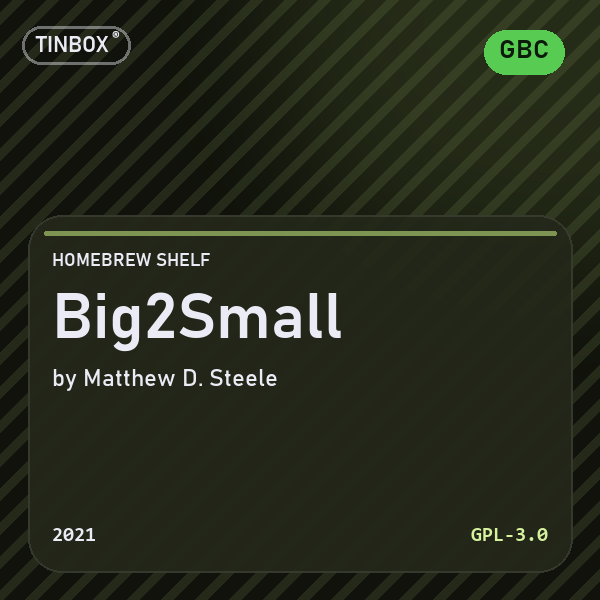 TINBOX®
GBC
HOMEBREW SHELF
Big2Small
by Matthew D. Steele
2021
GPL-3.0